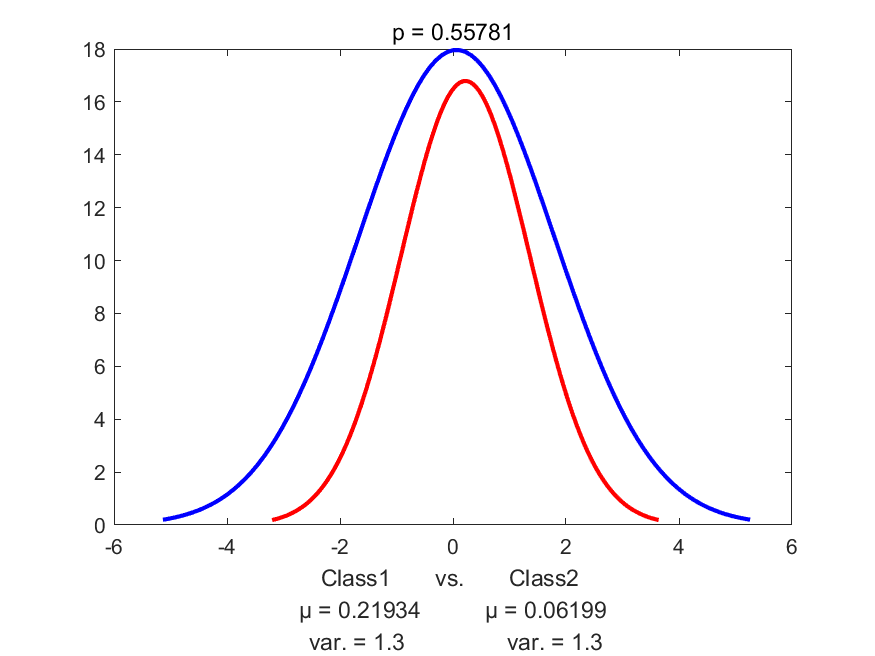 p = 0.55781
18
16
14
12
10
8
6
4
2
0
-6 -4 -2 0 2 4 6
Class1 vs. Class2
μ = 0.21934 μ = 0.06199
var. = 1.3 var. = 1.3